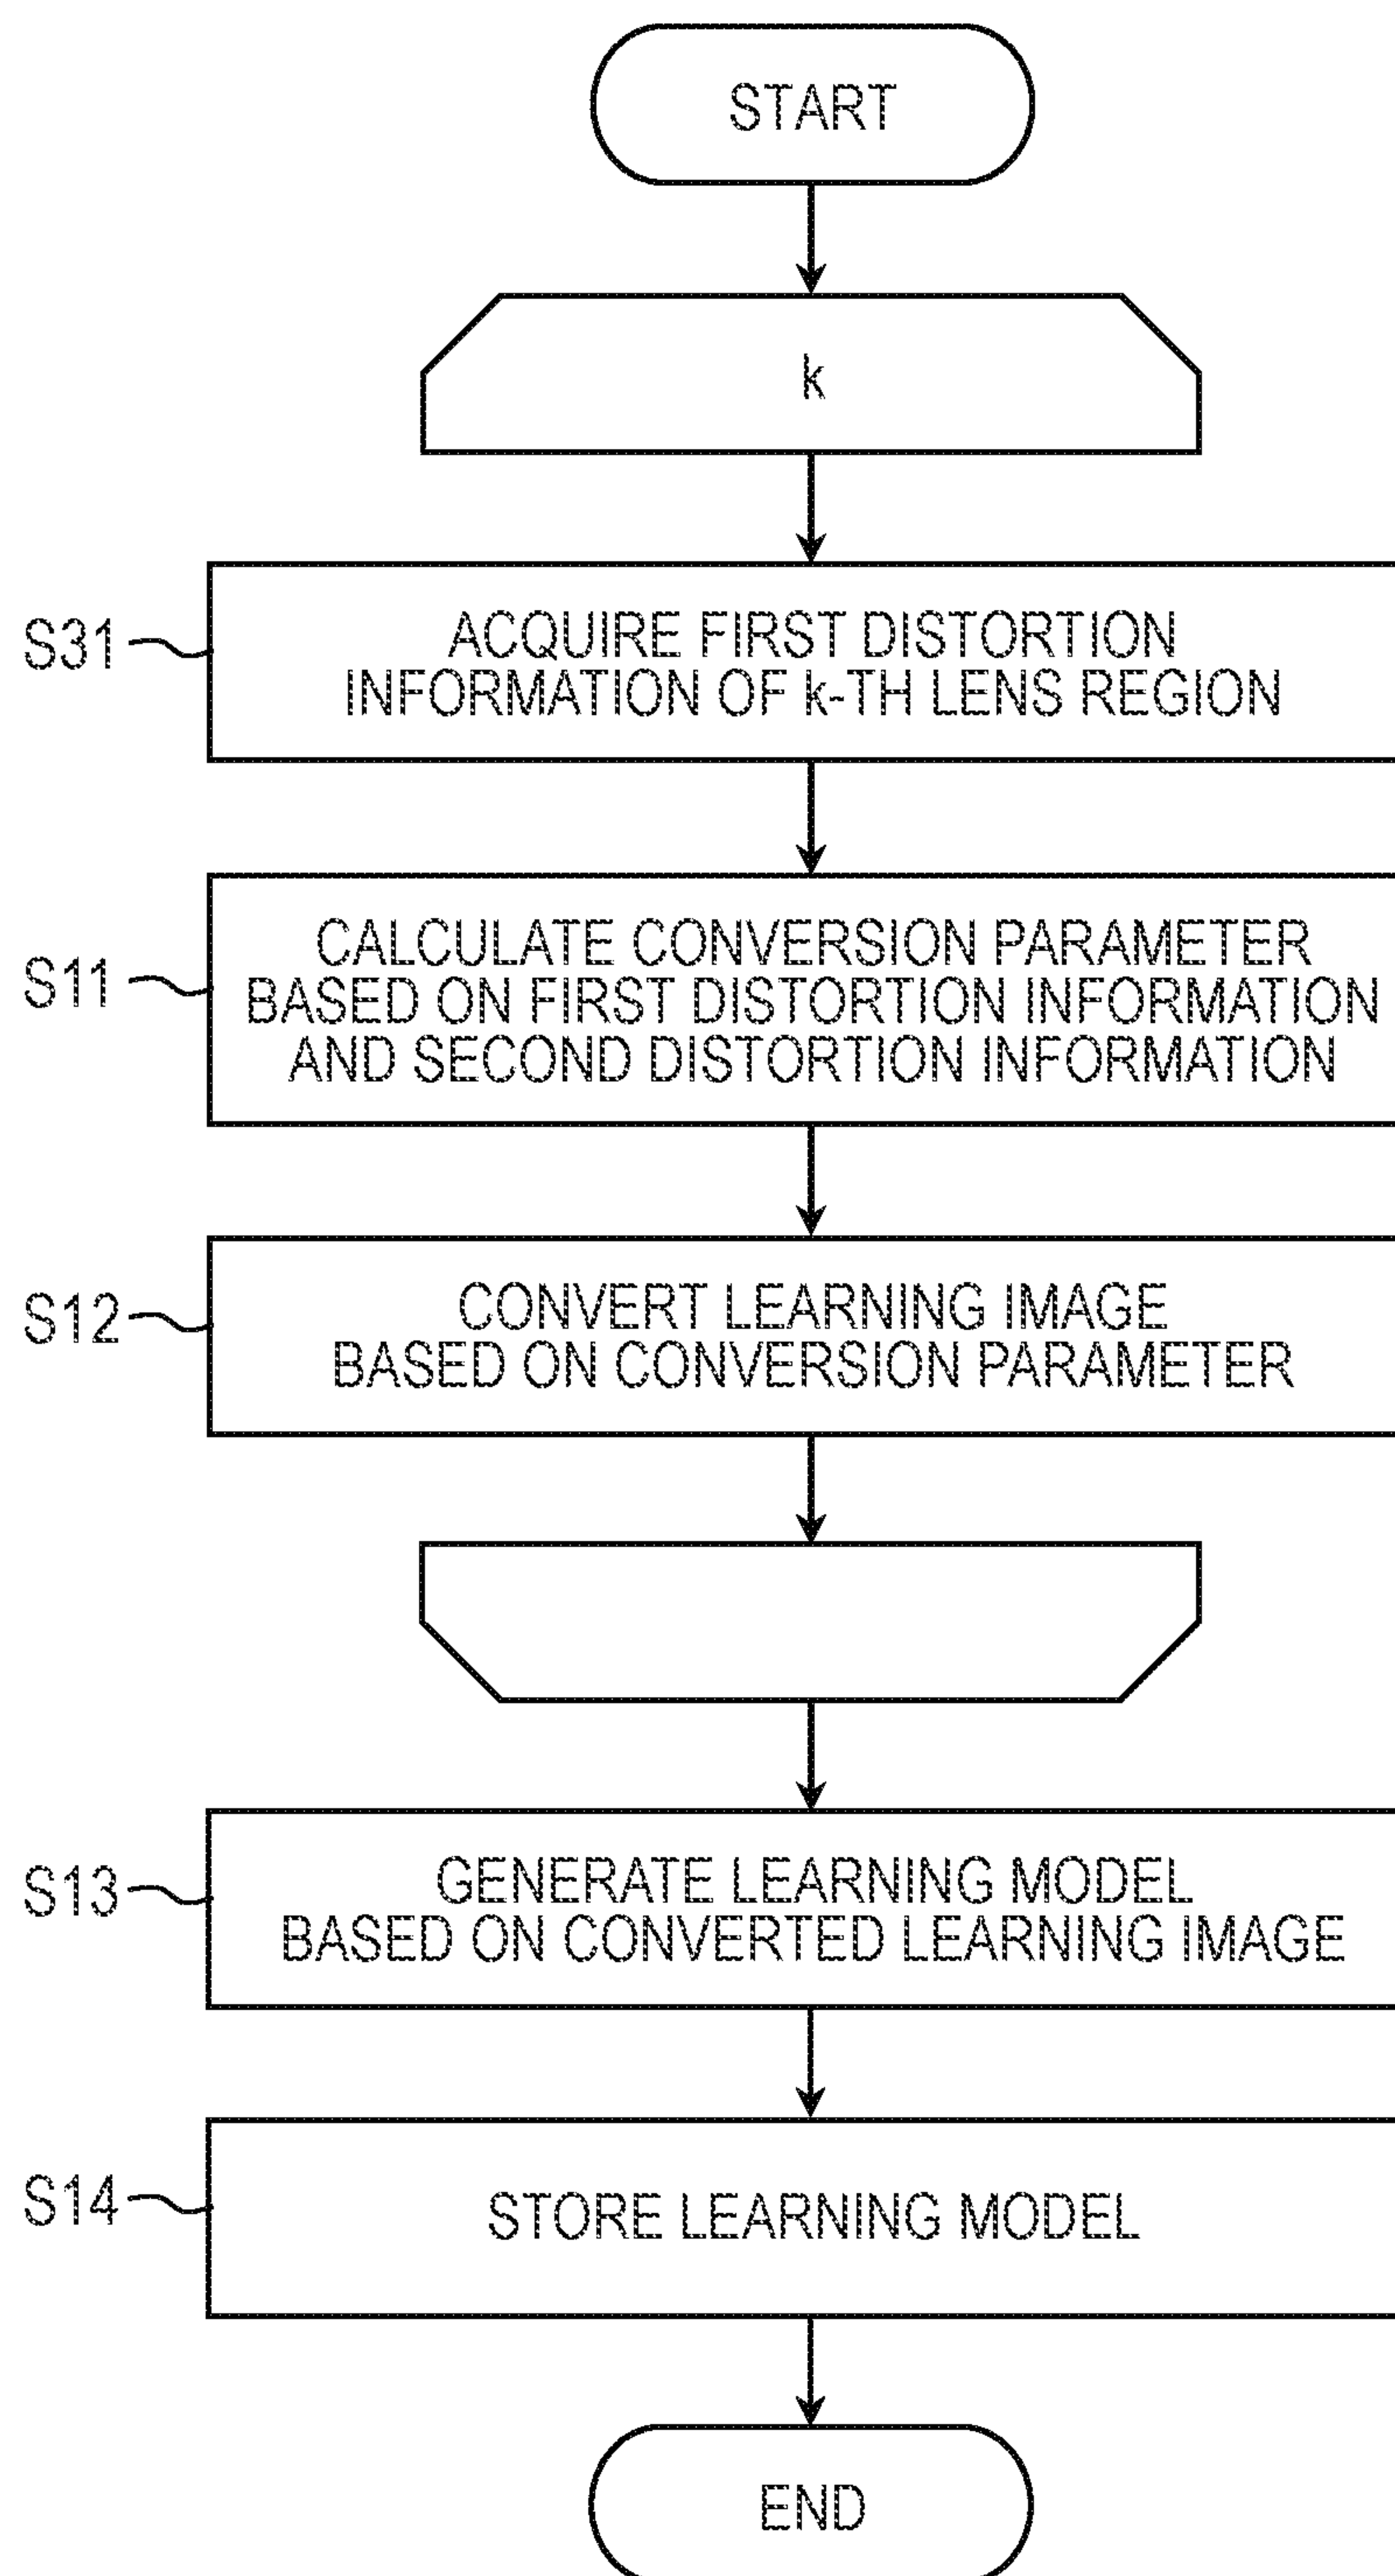 START
k
S31
ACQUIRE FIRST DISTORTION
INFORMATION OF k-TH LENS REGION
S11
CALCULATE CONVERSION PARAMETER
BASED ON FIRST DISTORTION INFORMATION
AND SECOND DISTORTION INFORMATION
S12
CONVERT LEARNING IMAGE
BASED ON CONVERSION PARAMETER
S13
GENERATE LEARNING MODEL
BASED ON CONVERTED LEARNING IMAGE
S14
STORE LEARNING MODEL
END